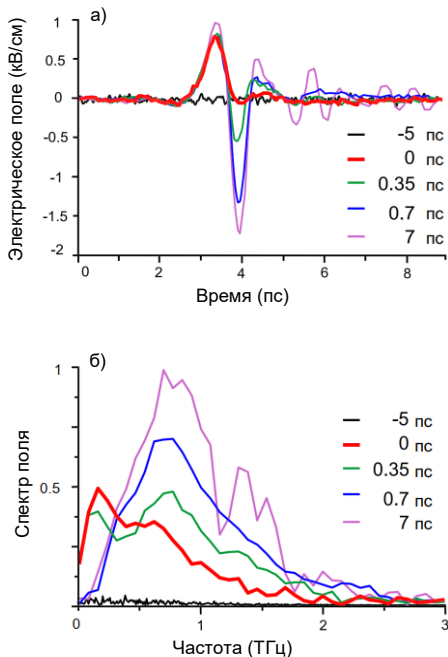 а)
Электрическое поле (кВ/см)
1
0.5
0
-0.5
-1
-1.5
-2
-5 пс
0 пс
0.35 пс
0.7 пс
7 пс
0 2 4 6 8
Время (пс)
б)
Спектр поля
1
0.5
0
-5 пс
0 пс
0.35 пс
0.7 пс
7 пс
1 2 3
Частота (ТГц)